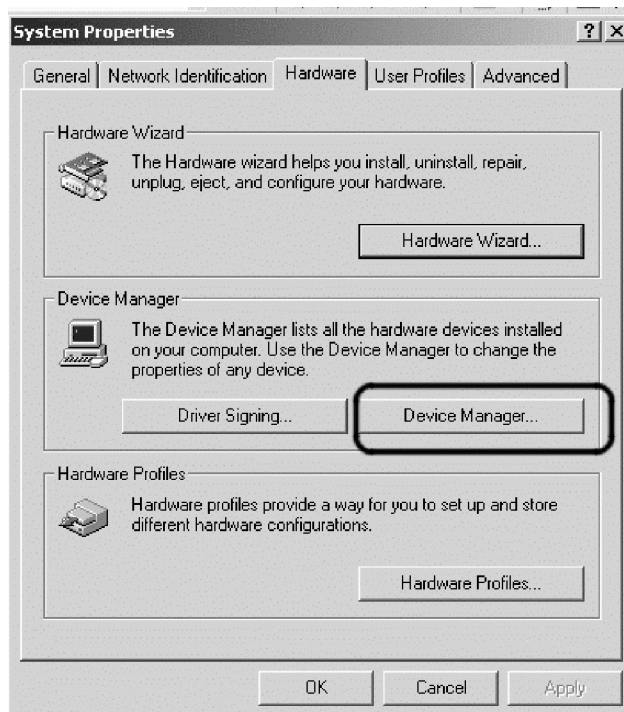 System Properties
General
Network Identification
Hardware
User Profiles
Advanced
Hardware Wizard
The Hardware wizard helps you install, uninstall, repair,
unplug, eject, and configure your hardware.
Hardware Wizard...
Device Manager
The Device Manager lists all the hardware devices installed
on your computer. Use the Device Manager to change the
properties of any device.
Driver Signing...
Device Manager...
Hardware Profiles
Hardware profiles provide a way for you to set up and store
different hardware configurations.
Hardware Profiles...
OK
Cancel
Apply